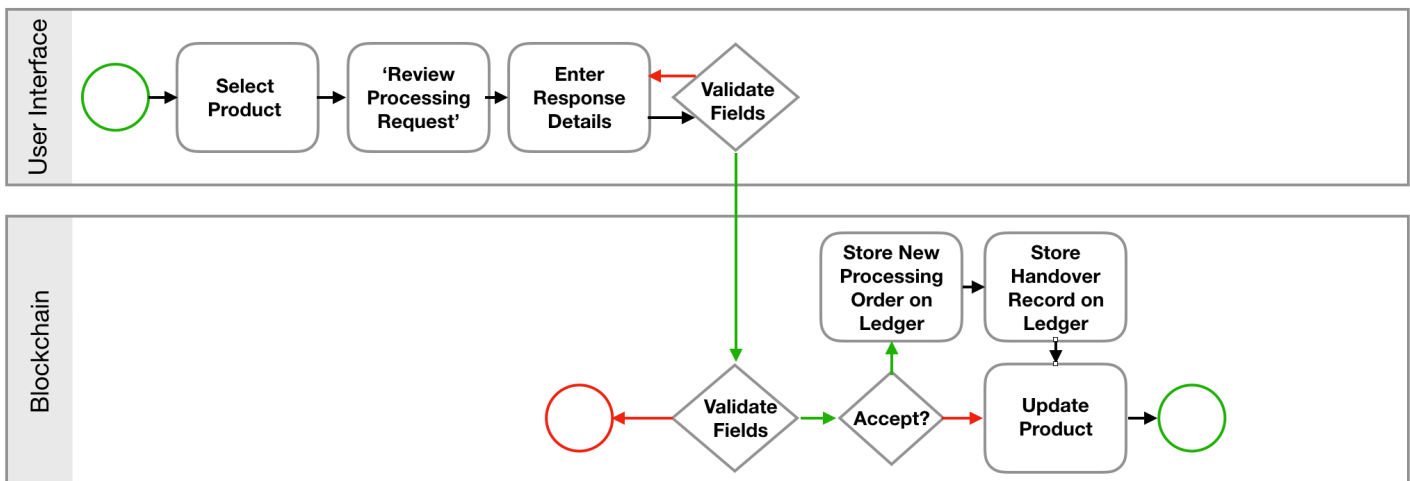 User Interface
Select
Product
‘Review
Processing
Request’
Enter
Response
Details
Validate
Fields
Blockchain
Store New
Processing
Order on
Ledger
Store
Handover
Record on
Ledger
Validate
Fields
Accept?
Update
Product